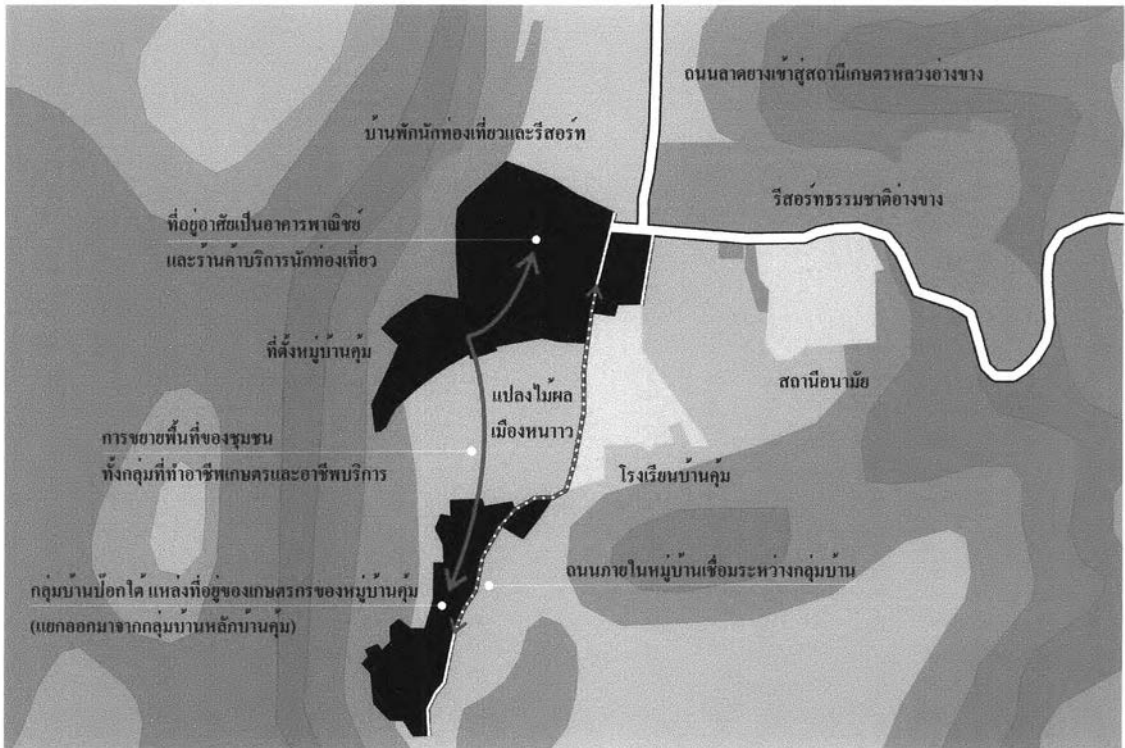 ถนนลาดยางเข้าสู่สถานีเกษตรหลวงอ่างขาง
บ้านพักนักท่องเที่ยวและรีสอร์ท
รีสอร์ทธรรมชาติอ่างขาง
ที่อยู่อาศัยเป็นอาคารพาณิชย์
และร้านค้าบริการนักท่องเที่ยว
ที่ตั้งหมู่บ้านคุ้ม
สถานีอนามัย
แปลงไม้ผล
เมืองหนาาว
การขยายพื้นที่ของชุมชน
ทั้งกลุ่มที่ทำอาชีพเกษตรและอาชีพบริการ
โรงเรียนบ้านคุ้ม
ถนนภายในหมู่บ้านเชื่อมระหว่างกลุ่มบ้าน
กลุ่มบ้านป๊อกใต้ แหล่งที่อยู่ของเกษตรกรของหมู่บ้านคุ้ม
(แยกออกมาจากกลุ่มบ้านหลักบ้านคุ้ม)